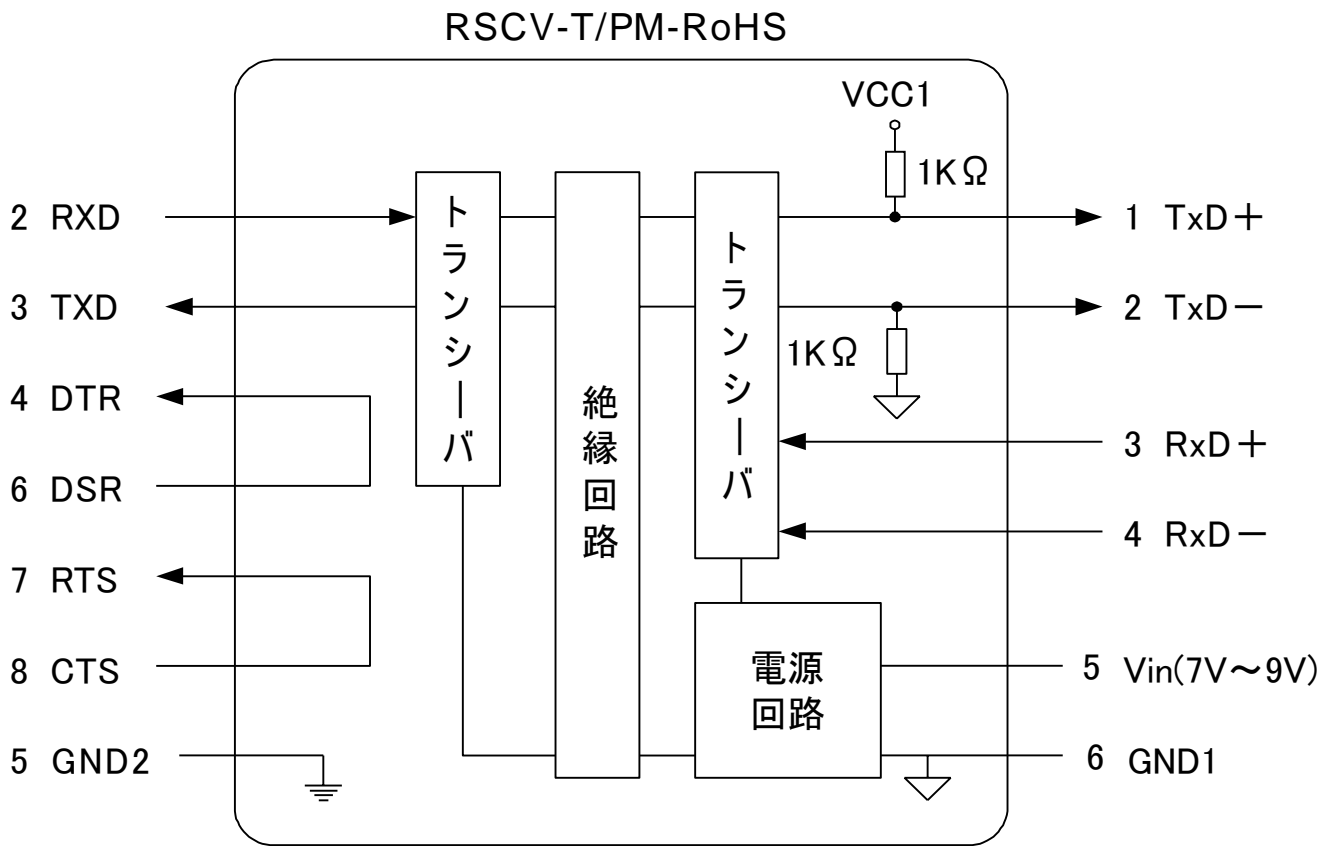 RSCV-T/PM-RoHS
VCC1
1KΩ
2 RXD
3 TXD
4 DTR
6 DSR
7 RTS
8 CTS
5 GND2
トランシーバ
絶縁回路
トランシーバ
1KΩ
電源
回路
1 TxD＋
2 TxD－
3 RxD＋
4 RxD－
5 Vin(7V～9V)
6 GND1